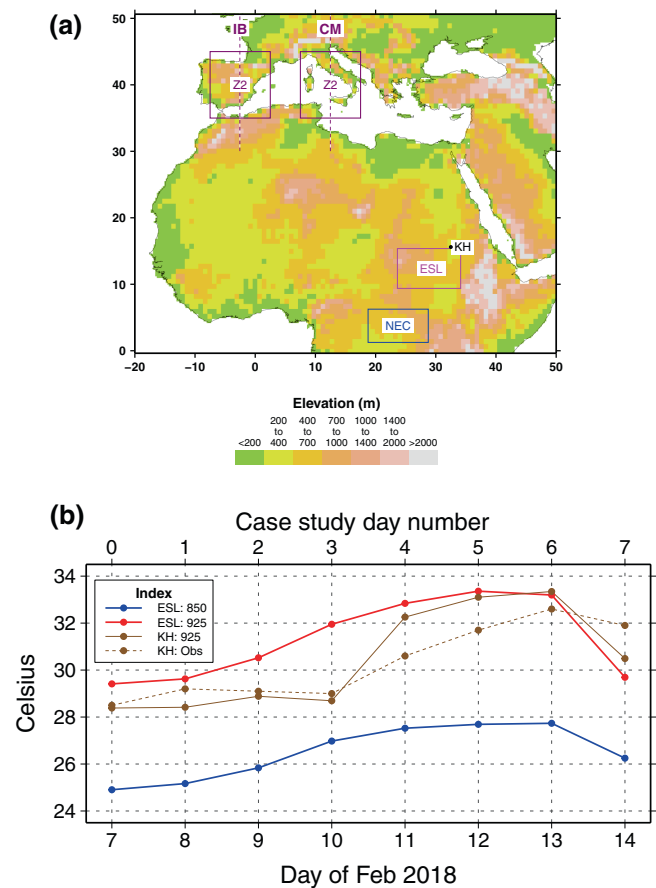 (a)
IB CM
50
40
30
20
10
0
Z2 Z2
KH
ESL
NEC
−20 −10 0 10 20 30 40 50
Elevation (m)
200 400 700 1000 1400
to to to to to
<200 400 700 1000 1400 2000 >2000
(b)
Case study day number
0 1 2 3 4 5 6 7
Celsius
34
32
30
28
26
24
Index
ESL: 850
ESL: 925
KH: 925
KH: Obs
7 8 9 10 11 12 13 14
Day of Feb 2018